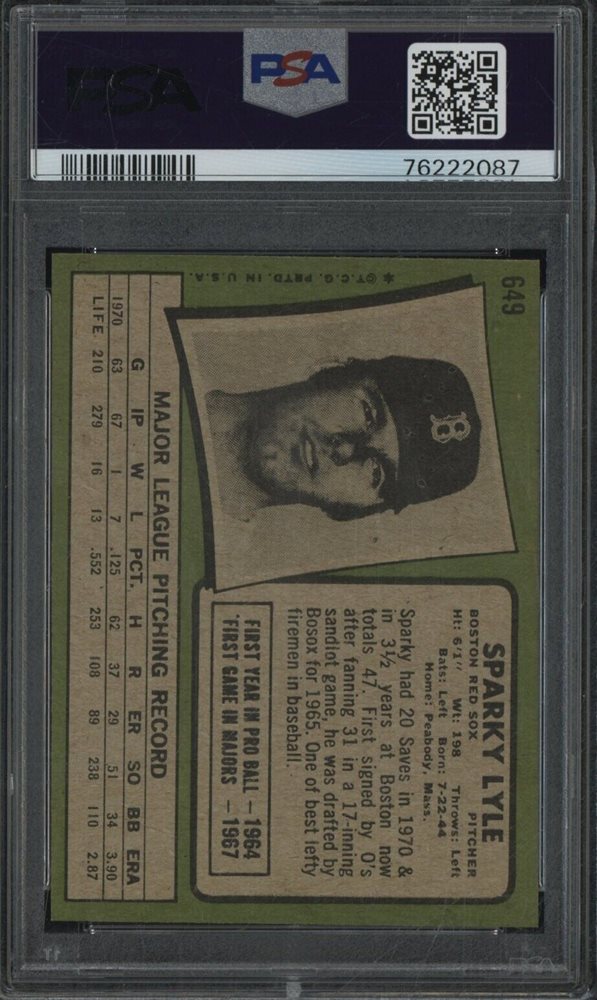 PSA
PSA
76222087
649
*©T.C.G. PRTD. IN U.S.A.
SPARKY LYLE
BOSTON RED SOX PITCHER
Ht: 6'1" Wt: 198 Throws: Left
Bats: Left Born: 7-22-44
Home: Peabody, Mass.
Sparky had 20 Saves in 1970 &
in 3½ years at Boston now
totals 47. First signed by O's
after fanning 31 in a 17-inning
sandlot game, he was drafted by
Bosox for 1965. One of best lefty
firemen in baseball.
FIRST YEAR IN PRO BALL – 1964
FIRST GAME IN MAJORS – 1967
B
MAJOR LEAGUE PITCHING RECORD
G IP W L PCT. H R ER SO BB ERA
1970 63 67 1 7 .125 62 37 29 51 34 3.90
LIFE 210 279 16 13 .552 253 108 89 238 110 2.87